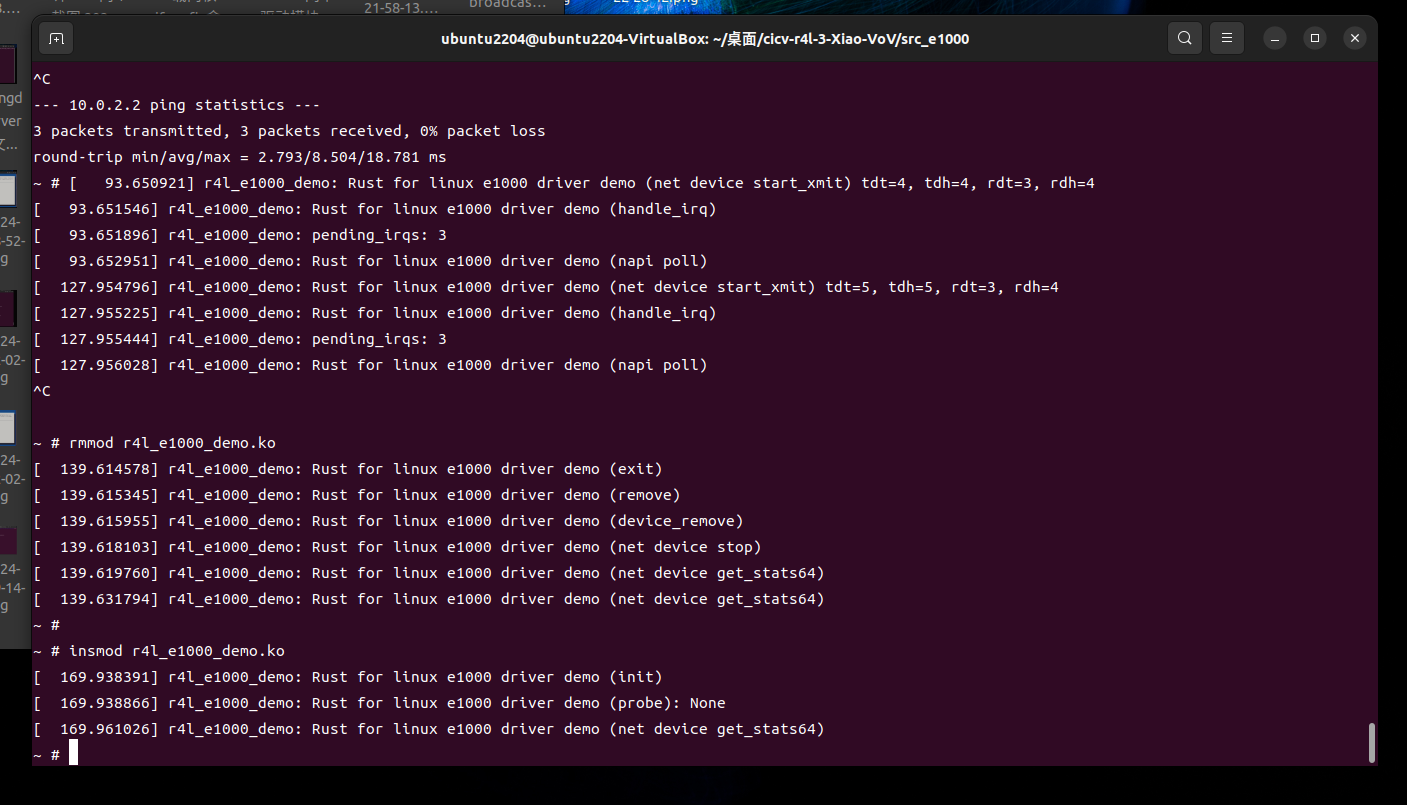 21-58-13....
broadcas...
ubuntu2204@ubuntu2204-VirtualBox: ~/桌面/cicv-r4l-3-Xiao-VoV/src_e1000
^C
--- 10.0.2.2 ping statistics ---
3 packets transmitted, 3 packets received, 0% packet loss
round-trip min/avg/max = 2.793/8.504/18.781 ms
~ # [   93.650921] r4l_e1000_demo: Rust for linux e1000 driver demo (net device start_xmit) tdt=4, tdh=4, rdt=3, rdh=4
[   93.651546] r4l_e1000_demo: Rust for linux e1000 driver demo (handle_irq)
[   93.651896] r4l_e1000_demo: pending_irqs: 3
[   93.652951] r4l_e1000_demo: Rust for linux e1000 driver demo (napi poll)
[  127.954796] r4l_e1000_demo: Rust for linux e1000 driver demo (net device start_xmit) tdt=5, tdh=5, rdt=3, rdh=4
[  127.955225] r4l_e1000_demo: Rust for linux e1000 driver demo (handle_irq)
[  127.955444] r4l_e1000_demo: pending_irqs: 3
[  127.956028] r4l_e1000_demo: Rust for linux e1000 driver demo (napi poll)
^C
~ # rmmod r4l_e1000_demo.ko
[  139.614578] r4l_e1000_demo: Rust for linux e1000 driver demo (exit)
[  139.615345] r4l_e1000_demo: Rust for linux e1000 driver demo (remove)
[  139.615955] r4l_e1000_demo: Rust for linux e1000 driver demo (device_remove)
[  139.618103] r4l_e1000_demo: Rust for linux e1000 driver demo (net device stop)
[  139.619760] r4l_e1000_demo: Rust for linux e1000 driver demo (net device get_stats64)
[  139.631794] r4l_e1000_demo: Rust for linux e1000 driver demo (net device get_stats64)
~ #
~ # insmod r4l_e1000_demo.ko
[  169.938391] r4l_e1000_demo: Rust for linux e1000 driver demo (init)
[  169.938866] r4l_e1000_demo: Rust for linux e1000 driver demo (probe): None
[  169.961026] r4l_e1000_demo: Rust for linux e1000 driver demo (net device get_stats64)
~ #